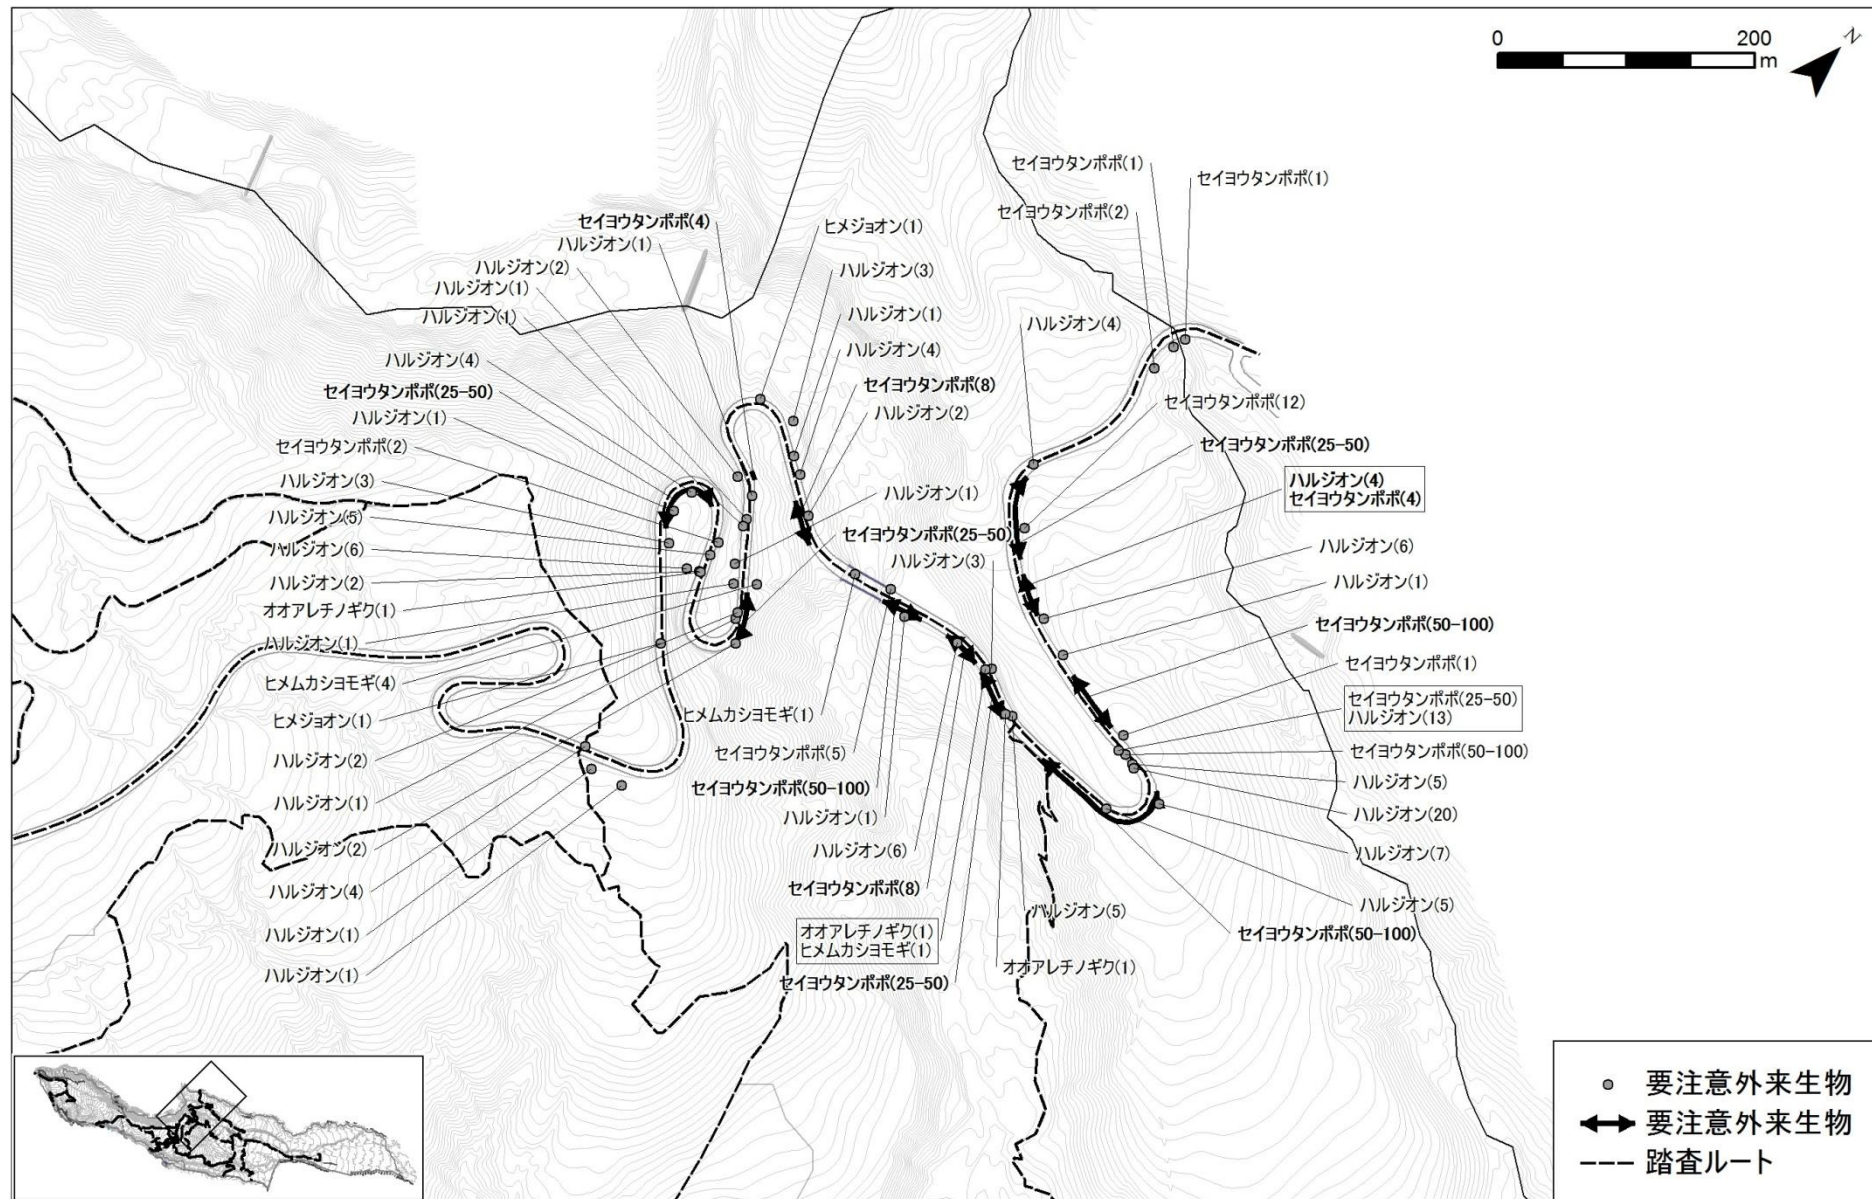 0
200
m
N
セイヨウタンポポ(1)
セイヨウタンポポ(1)
セイヨウタンポポ(2)
セイヨウタンポポ(4)
ハルジオン(1)
ハルジオン(2)
ハルジオン(1)
ハルジオン(1)
ハルジオン(4)
セイヨウタンポポ(25-50)
ハルジオン(1)
セイヨウタンポポ(2)
ハルジオン(3)
ハルジオン(5)
ハルジオン(6)
ハルジオン(2)
オオアレチノギク(1)
ハルジオン(1)
ヒメムカシヨモギ(4)
ヒメジョオン(1)
ハルジオン(2)
ハルジオン(1)
ハルジオン(2)
ハルジオン(4)
ハルジオン(1)
ハルジオン(1)
ヒメジョオン(1)
ハルジオン(3)
ハルジオン(1)
ハルジオン(4)
セイヨウタンポポ(8)
ハルジオン(2)
ハルジオン(1)
セイヨウタンポポ(25-50)
ハルジオン(3)
ヒメムカシヨモギ(1)
セイヨウタンポポ(5)
セイヨウタンポポ(50-100)
ハルジオン(1)
ハルジオン(6)
セイヨウタンポポ(8)
オオアレチノギク(1)
ヒメムカシヨモギ(1)
セイヨウタンポポ(25-50)
ハルジオン(5)
オオアレチノギク(1)
ハルジオン(4)
セイヨウタンポポ(12)
セイヨウタンポポ(25-50)
ハルジオン(4)
セイヨウタンポポ(4)
ハルジオン(6)
ハルジオン(1)
セイヨウタンポポ(50-100)
セイヨウタンポポ(1)
セイヨウタンポポ(25-50)
ハルジオン(13)
セイヨウタンポポ(50-100)
ハルジオン(5)
ハルジオン(20)
ハルジオン(7)
ハルジオン(5)
セイヨウタンポポ(50-100)
要注意外来生物
要注意外来生物
踏査ルート